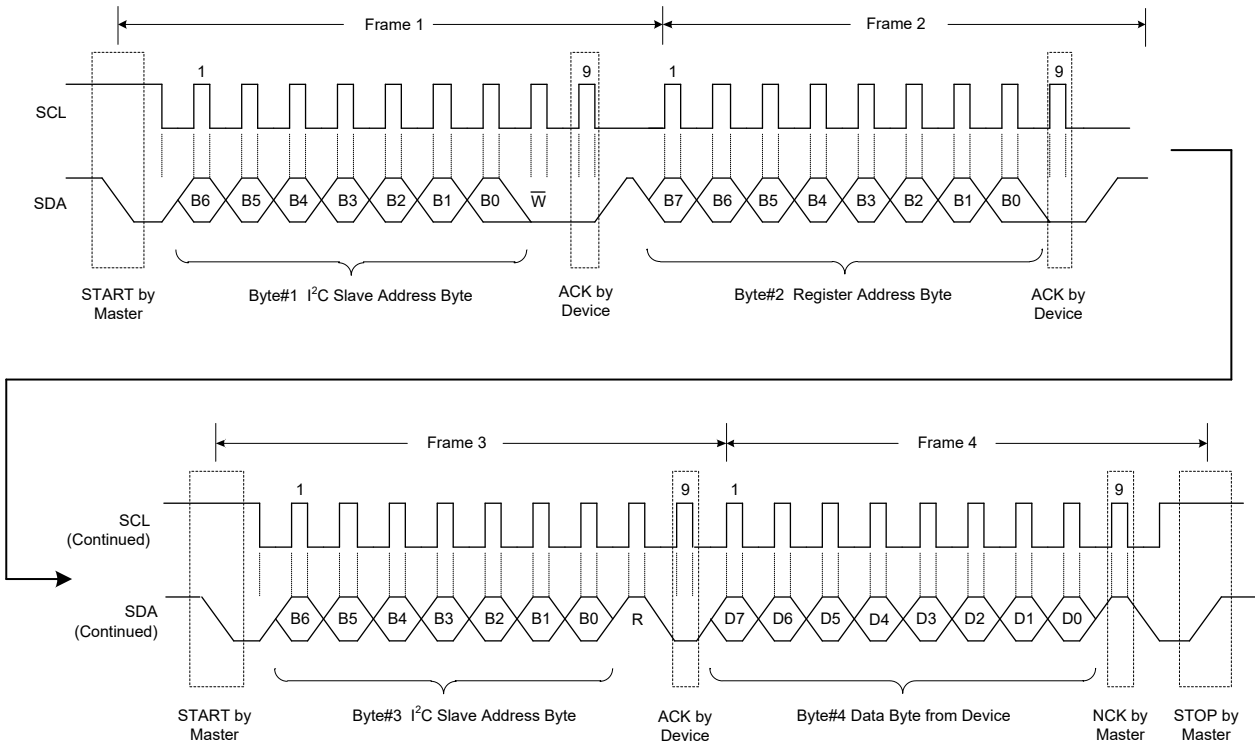 Frame 1 Frame 2
1 9 1 9
SCL
SDA B6 B5 B4 B3 B2 B1 B0 W̅ B7 B6 B5 B4 B3 B2 B1 B0
START by
Master
Byte#1 I²C Slave Address Byte
ACK by
Device
Byte#2 Register Address Byte
ACK by
Device
Frame 3 Frame 4
1 9 1 9
SCL
(Continued)
SDA
(Continued)
B6 B5 B4 B3 B2 B1 B0 R D7 D6 D5 D4 D3 D2 D1 D0
START by
Master
Byte#3 I²C Slave Address Byte
ACK by
Device
Byte#4 Data Byte from Device
NCK by
Master
STOP by
Master